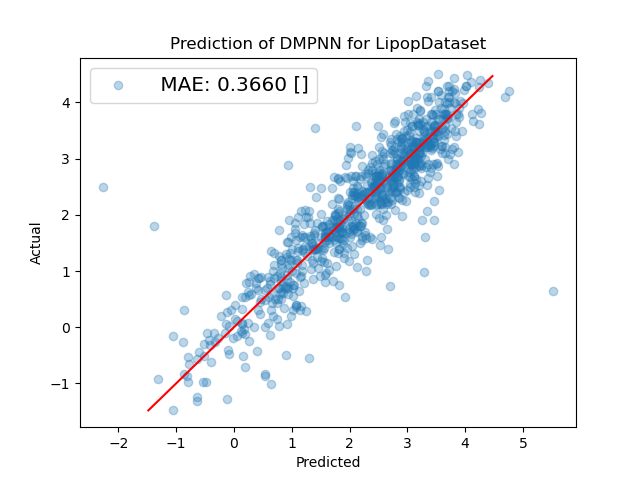 Prediction of DMPNN for LipopDataset
MAE: 0.3660 []
4
3
2
1
0
−1
Actual
−2 −1 0 1 2 3 4 5
Predicted